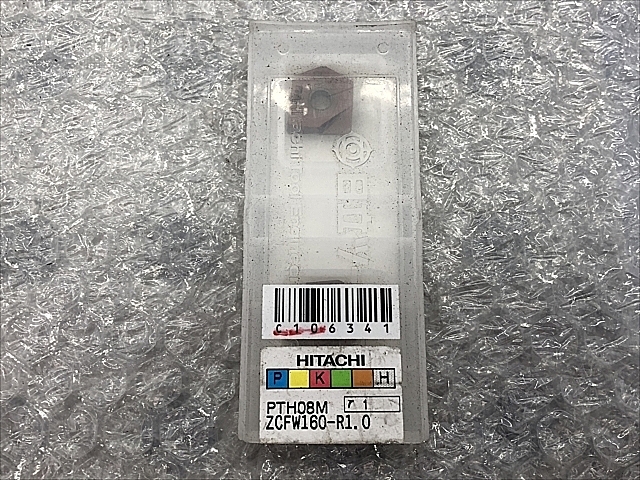 C106341
HITACHI
P K H
PTH08M T 1
ZCFW160-R1.0